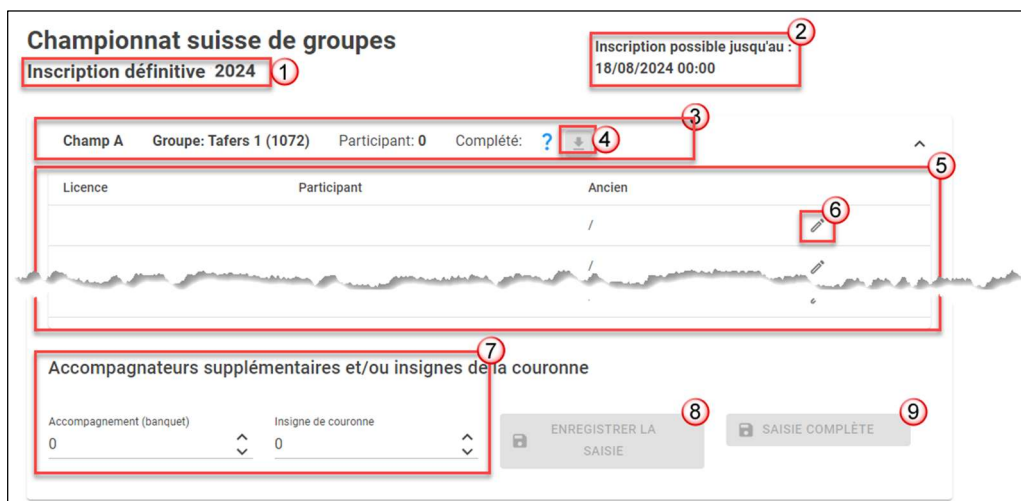 Championnat suisse de groupes
Inscription définitive 2024 1
Inscription possible jusqu'au : 2
18/08/2024 00:00
3
Champ A Groupe: Tafers 1 (1072) Participant: 0 Complété: ? 4
5
Licence Participant Ancien
6
/
/
7
Accompagnateurs supplémentaires et/ou insignes de la couronne
Accompagnement (banquet) Insigne de couronne
0 0
8 9
ENREGISTRER LA SAISIE COMPLÈTE
SAISIE